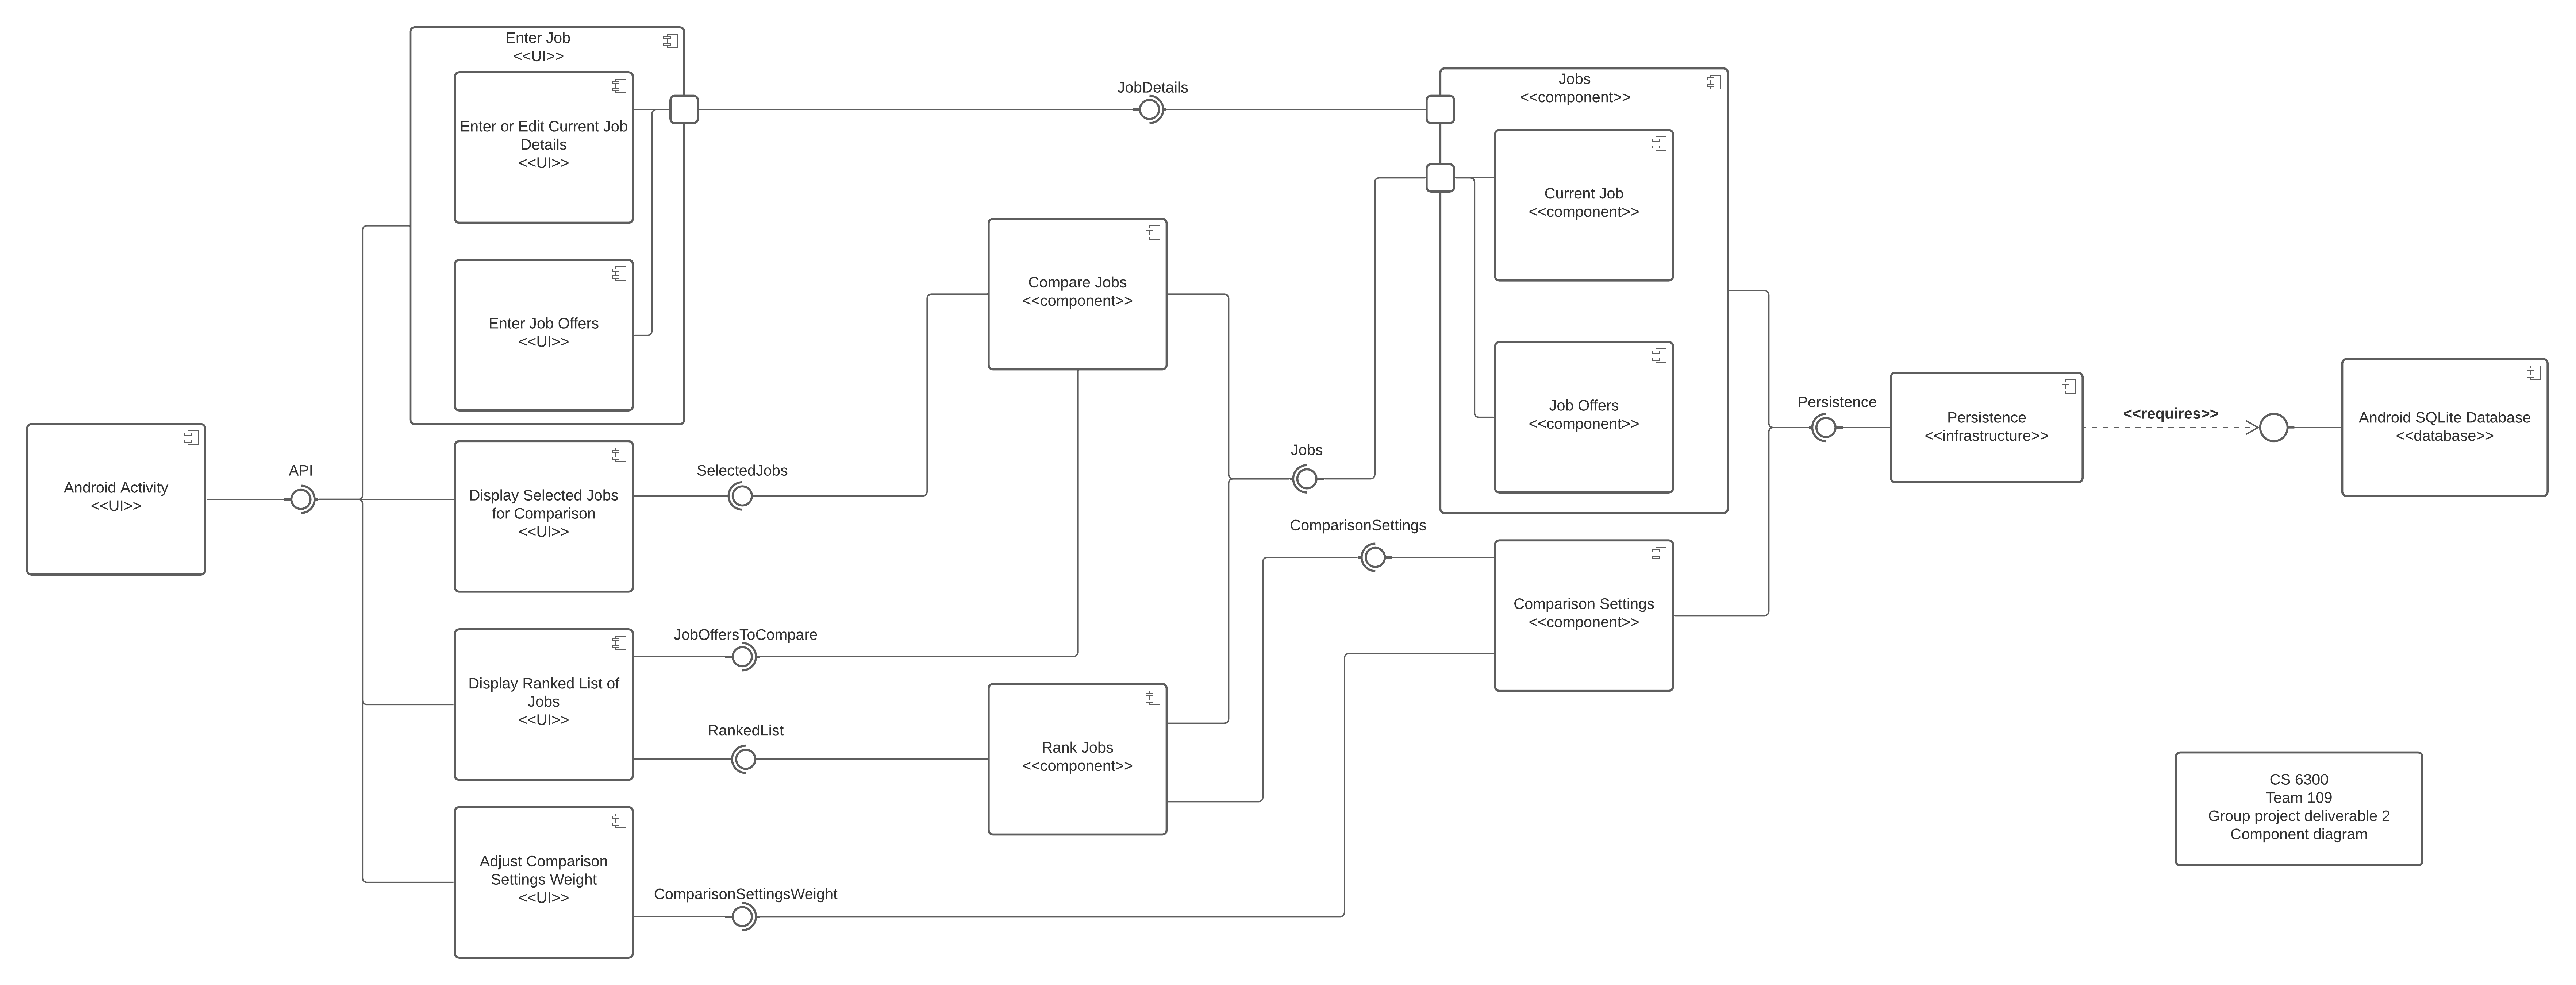 Enter Job
<<UI>>
Enter or Edit Current Job
Details
<<UI>>
Enter Job Offers
<<UI>>
JobDetails
Jobs
<<component>>
Current Job
<<component>>
Job Offers
<<component>>
Compare Jobs
<<component>>
Android Activity
<<UI>>
API
Display Selected Jobs
for Comparison
<<UI>>
SelectedJobs
Jobs
Persistence
Persistence
<<infrastructure>>
<<requires>>
Android SQLite Database
<<database>>
ComparisonSettings
Comparison Settings
<<component>>
JobOffersToCompare
Display Ranked List of
Jobs
<<UI>>
RankedList
Rank Jobs
<<component>>
Adjust Comparison
Settings Weight
<<UI>>
ComparisonSettingsWeight
CS 6300
Team 109
Group project deliverable 2
Component diagram